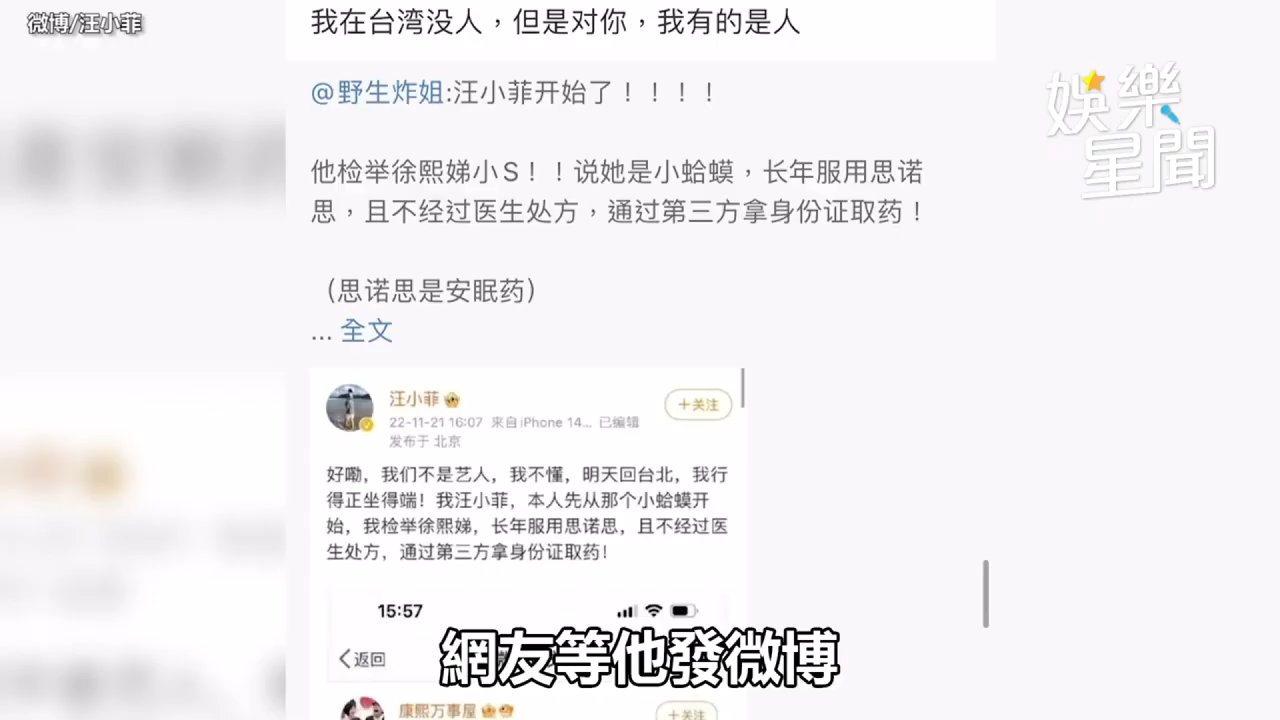 微博/汪小菲
我在台湾没人，但是对你，我有的是人
@野生炸姐:汪小菲开始了！！！！
他检举徐熙娣小S！！说她是小蛤蟆，长年服用思诺
思，且不经过医生处方，通过第三方拿身份证取药！
（思诺思是安眠药）
... 全文
娛樂
星聞
汪小菲
+关注
22-11-21 16:07 来自iPhone 14... 已编辑
发布于 北京
好嘞，我们不是艺人，我不懂，明天回台北，我行
得正坐得端！我汪小菲，本人先从那个小蛤蟆开
始，我检举徐熙娣，长年服用思诺思，且不经过医
生处方，通过第三方拿身份证取药!
15:57
返回
網友等他發微博
康熙万事屋
+关注